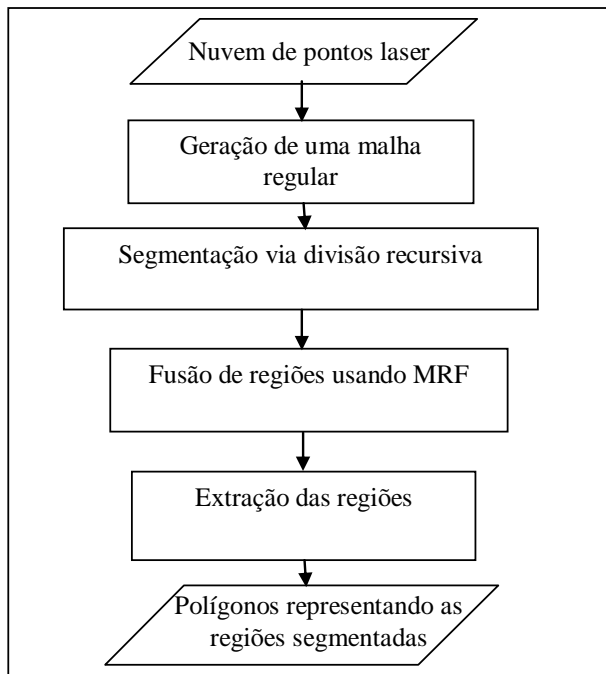 Nuvem de pontos laser
Geração de uma malha
regular
Segmentação via divisão recursiva
Fusão de regiões usando MRF
Extração das regiões
Polígonos representando as
regiões segmentadas